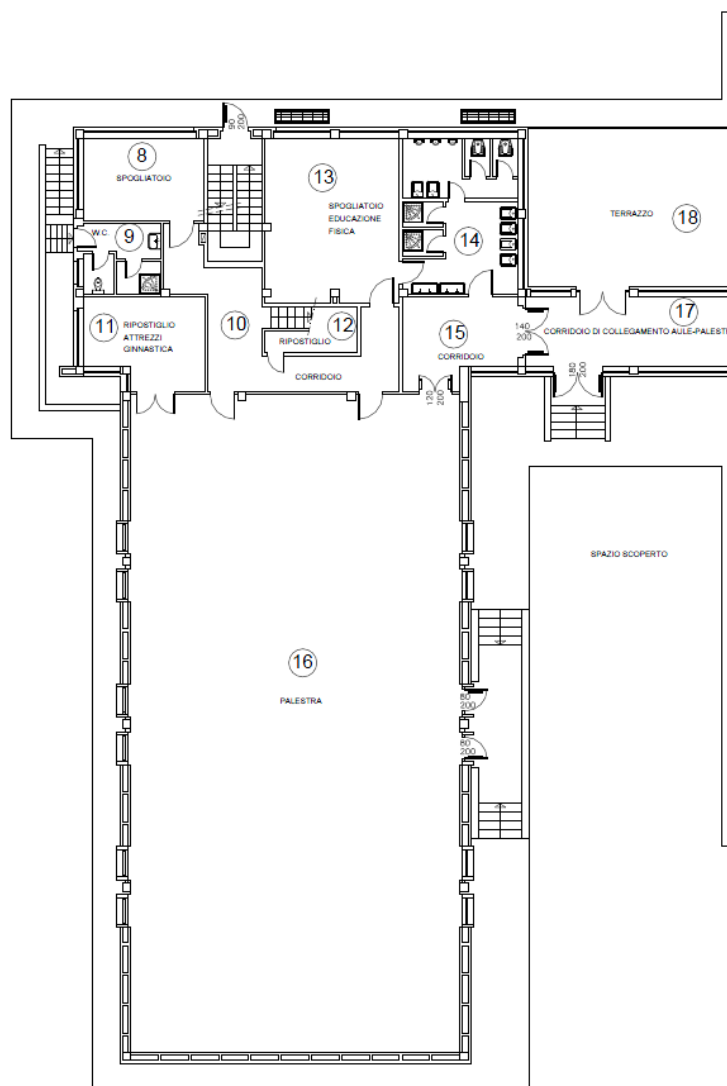 90
200
8
SPOGLIATOIO
13
SPOGLIATOIO
EDUCAZIONE
FISICA
TERRAZZO
18
W.C.
9
14
11
RIPOSTIGLIO
ATTREZZI
GINNASTICA
10
12
RIPOSTIGLIO
15
CORRIDOIO
140
200
17
CORRIDOIO DI COLLEGAMENTO AULE-PALEST
CORRIDOIO
120
200
180
200
SPAZIO SCOPERTO
16
PALESTRA
80
200
80
200